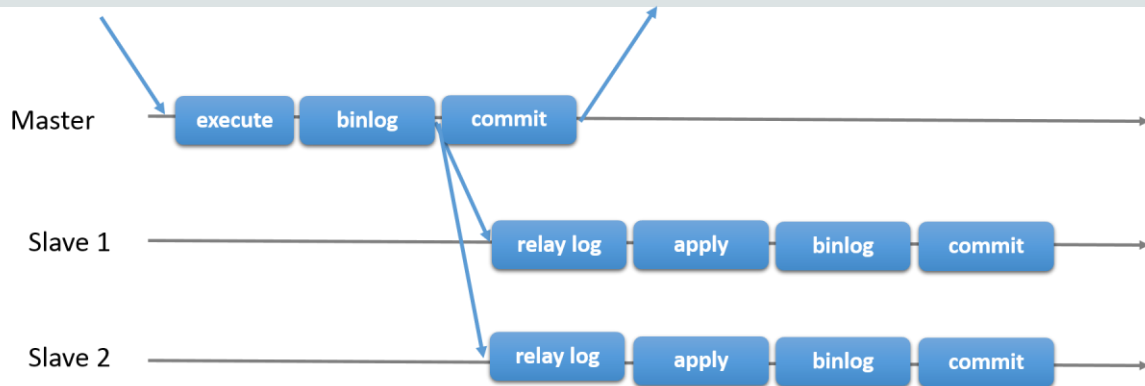 Master execute binlog commit
Slave 1 relay log apply binlog commit
Slave 2 relay log apply binlog commit